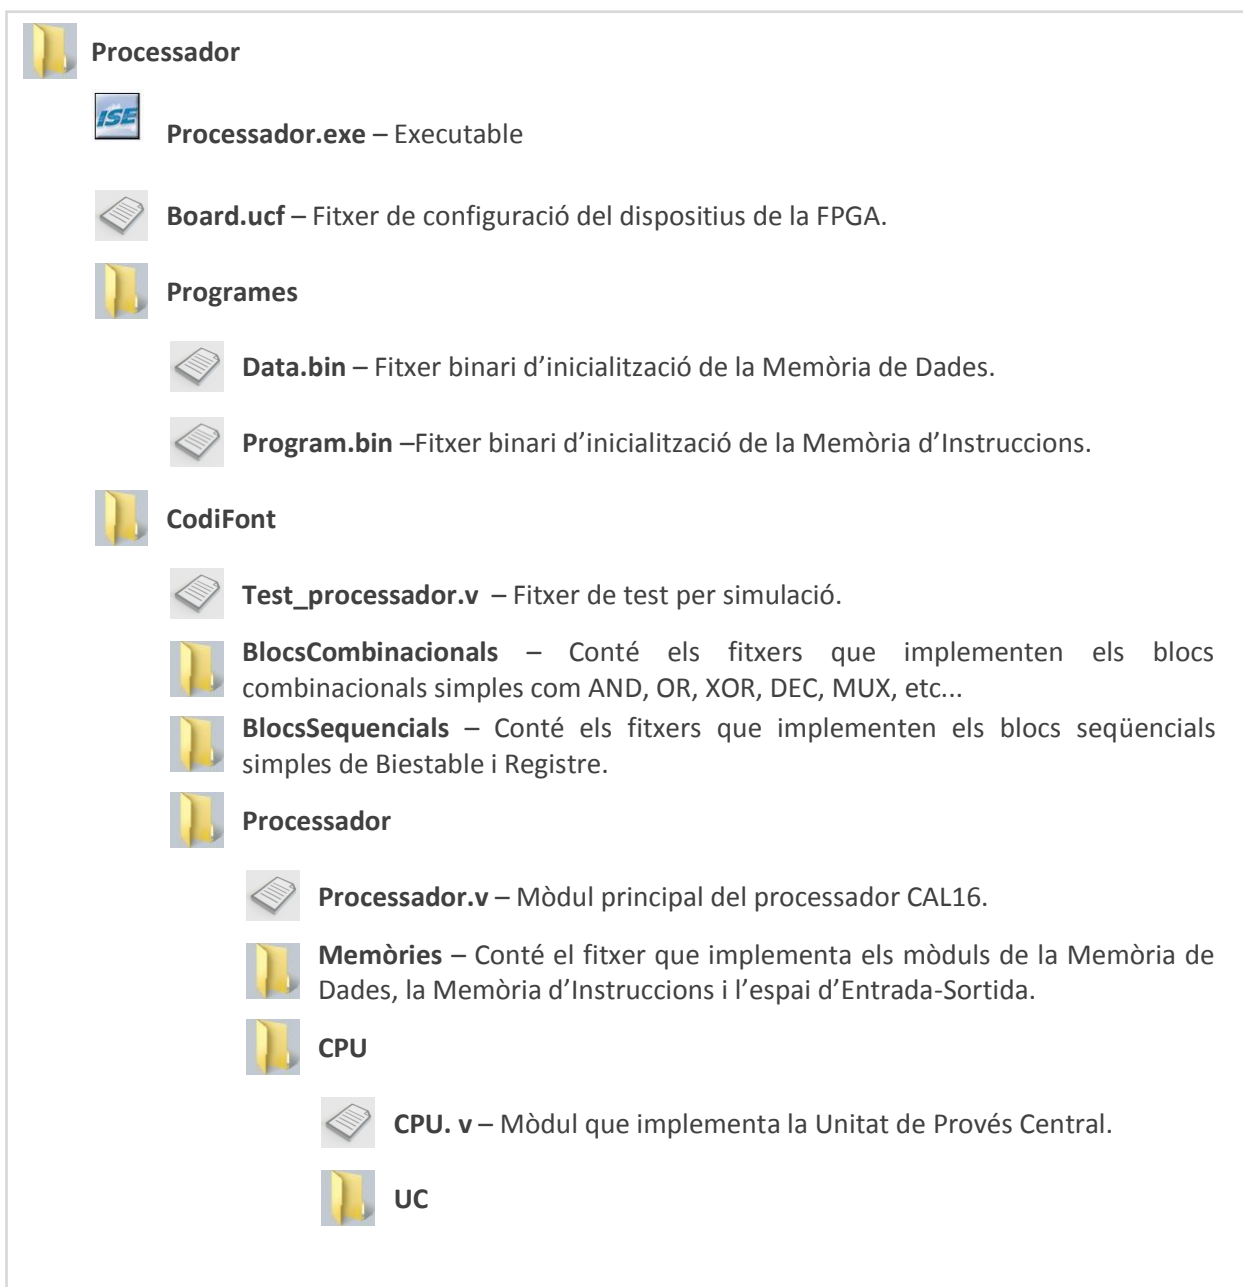 Processador
ISE
Processador.exe – Executable
Board.ucf – Fitxer de configuració del dispositius de la FPGA.
Programes
Data.bin – Fitxer binari d’inicialització de la Memòria de Dades.
Program.bin –Fitxer binari d’inicialització de la Memòria d’Instruccions.
CodiFont
Test_processador.v – Fitxer de test per simulació.
BlocsCombinacionals – Conté els fitxers que implementen els blocs
combinacionals simples com AND, OR, XOR, DEC, MUX, etc...
BlocsSequencials – Conté els fitxers que implementen els blocs seqüencials
simples de Biestable i Registre.
Processador
Processador.v – Mòdul principal del processador CAL16.
Memòries – Conté el fitxer que implementa els mòduls de la Memòria de
Dades, la Memòria d’Instruccions i l’espai d’Entrada-Sortida.
CPU
CPU. v – Mòdul que implementa la Unitat de Provés Central.
UC